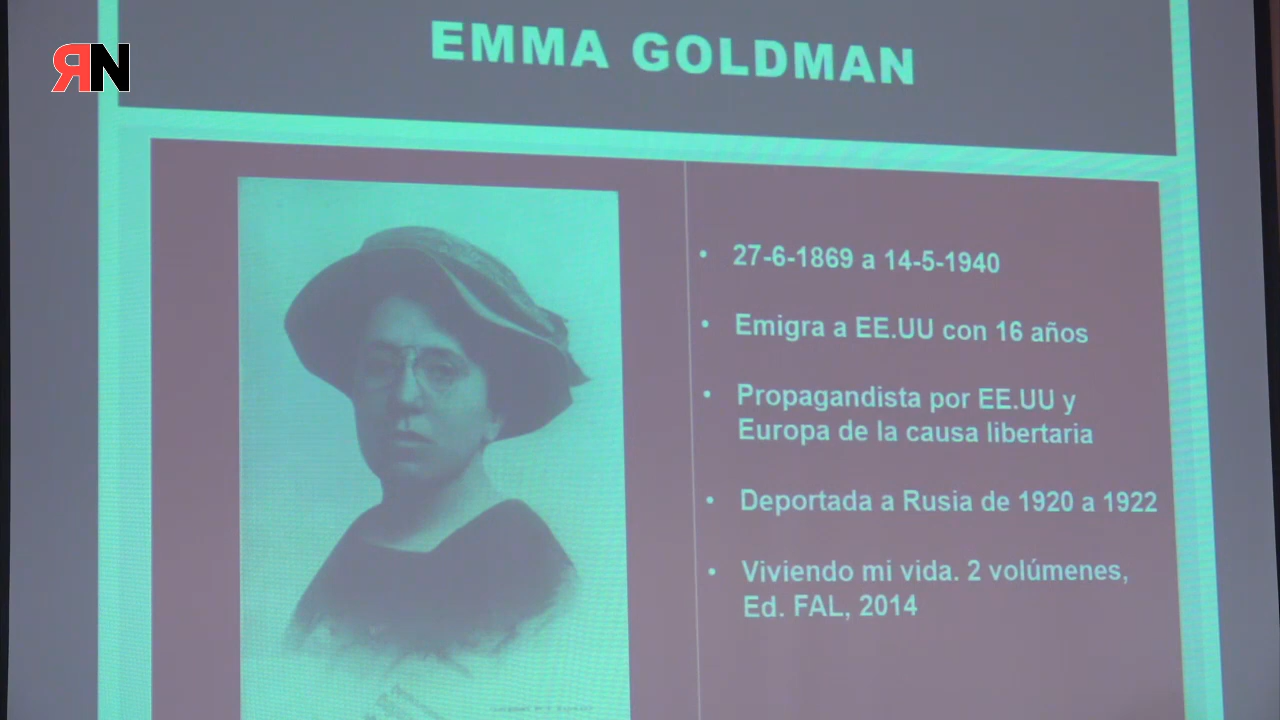 ЯN
EMMA GOLDMAN
• 27-6-1869 a 14-5-1940
• Emigra a EE.UU con 16 años
• Propagandista por EE.UU y
Europa de la causa libertaria
• Deportada a Rusia de 1920 a 1922
• Viviendo mi vida. 2 volúmenes,
Ed. FAL, 2014